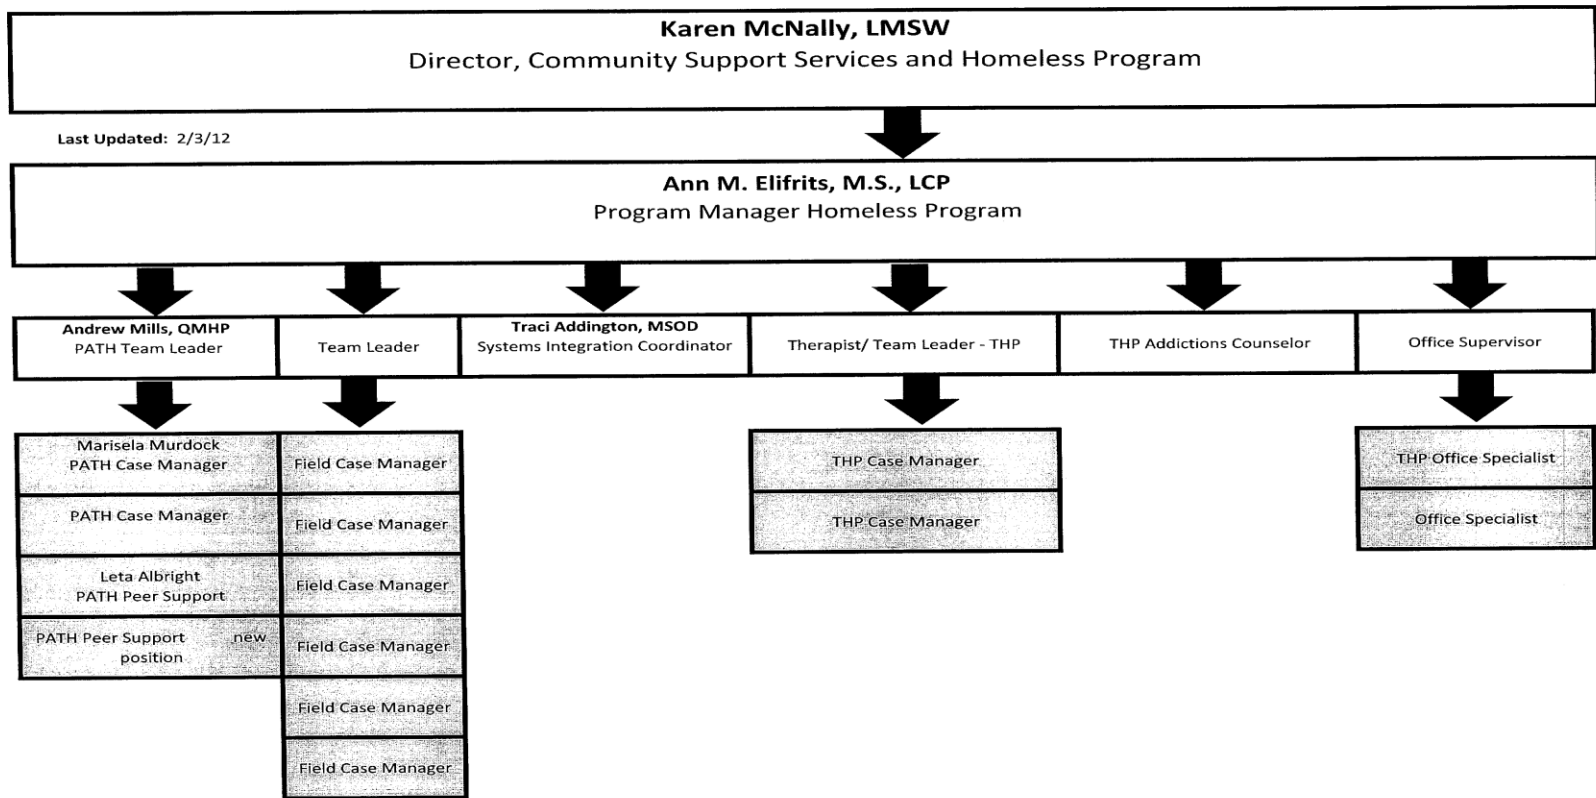 Karen McNally, LMSW
Director, Community Support Services and Homeless Program
Last Updated: 2/3/12
Ann M. Elifrits, M.S., LCP
Program Manager Homeless Program
Andrew Mills, QMHP
PATH Team Leader
Team Leader
Traci Addington, MSOD
Systems Integration Coordinator
Therapist/ Team Leader - THP
THP Addictions Counselor
Office Supervisor
Marisela Murdock
PATH Case Manager
PATH Case Manager
Leta Albright
PATH Peer Support
PATH Peer Support new
position
Field Case Manager
Field Case Manager
Field Case Manager
Field Case Manager
Field Case Manager
Field Case Manager
THP Case Manager
THP Case Manager
THP Office Specialist
Office Specialist